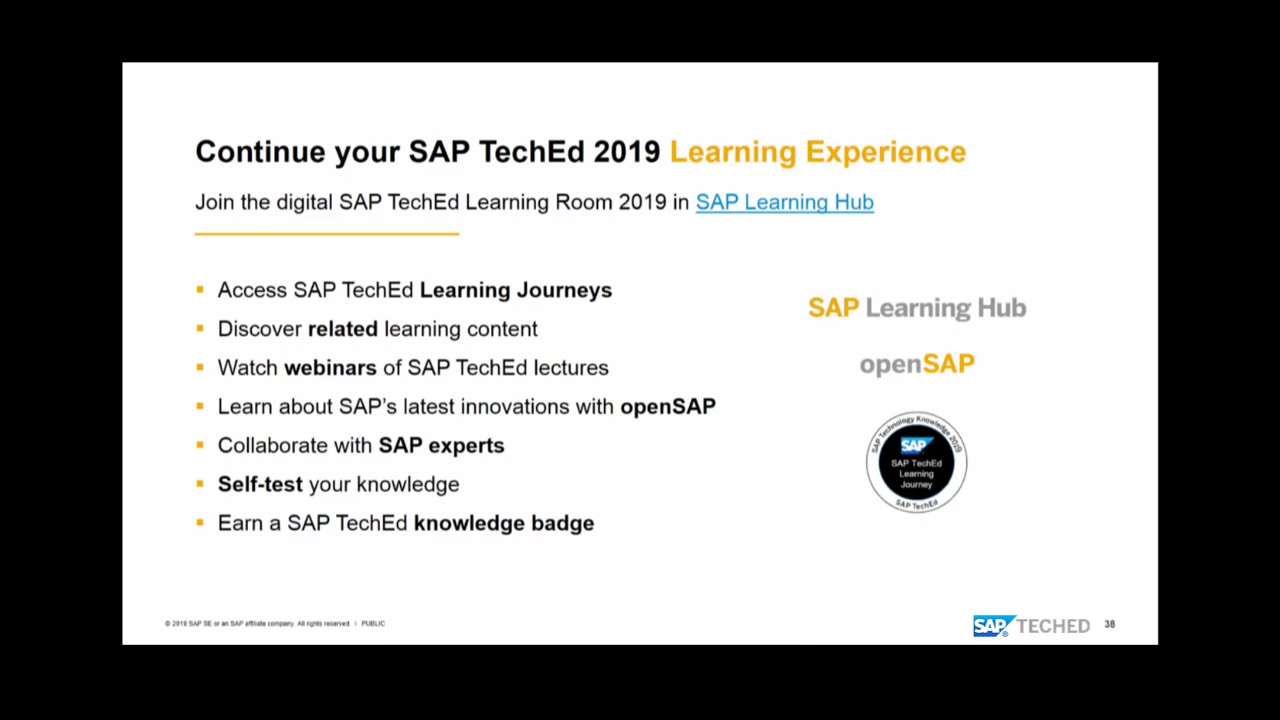 Continue your SAP TechEd 2019 Learning Experience
Join the digital SAP TechEd Learning Room 2019 in SAP Learning Hub
Access SAP TechEd Learning Journeys
Discover related learning content
Watch webinars of SAP TechEd lectures
Learn about SAP's latest innovations with openSAP
Collaborate with SAP experts
Self-test your knowledge
Earn a SAP TechEd knowledge badge
SAP Learning Hub
openSAP
SAP Technology Knowledge 2019
SAP
SAP TechEd
Learning
Journey
SAP TechEd
© 2019 SAP SE or an SAP affiliate company. All rights reserved. | PUBLIC
SAP® TECHED 38